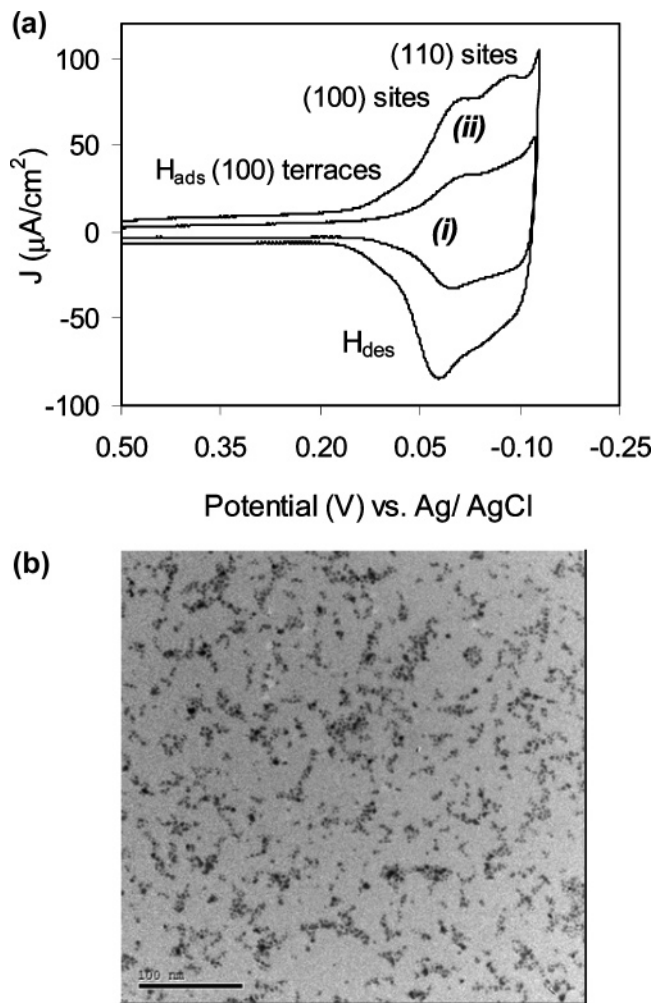 (a)
100
50
0
-50
-100
J (μA/cm²)
(110) sites
(100) sites
(ii)
H_ads (100) terraces
(i)
H_des
0.50 0.35 0.20 0.05 -0.10 -0.25
Potential (V) vs. Ag/ AgCl
(b)
100 nm